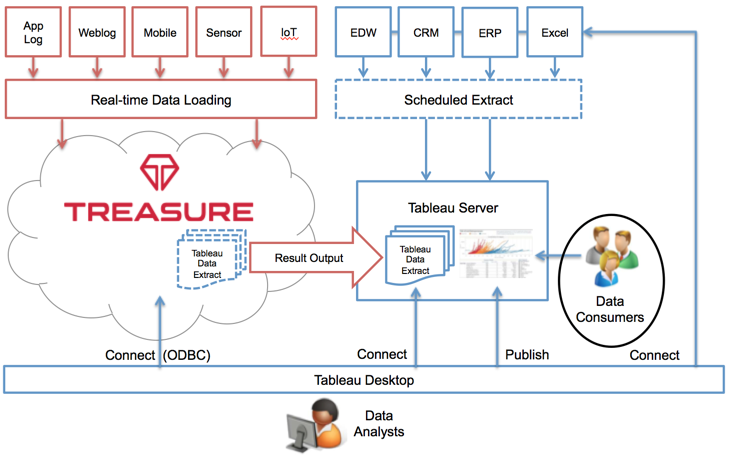 App
Log
Weblog
Mobile
Sensor
IoT
EDW
CRM
ERP
Excel
Real-time Data Loading
Scheduled Extract
TREASURE
Tableau
Data
Extract
Result Output
Tableau Server
Tableau
Data
Extract
Data
Consumers
Connect (ODBC)
Connect
Publish
Connect
Tableau Desktop
Data
Analysts